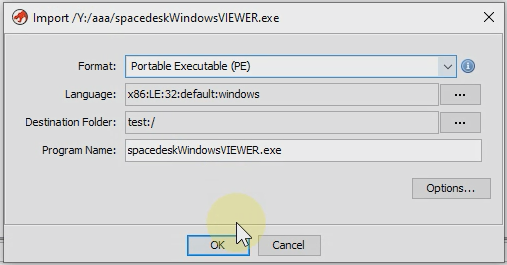 Import /Y:/aaa/spacedeskWindowsVIEWER.exe
Format: Portable Executable (PE)
Language: x86:LE:32:default:windows ...
Destination Folder: test:/ ...
Program Name: spacedeskWindowsVIEWER.exe
Options...
OK Cancel